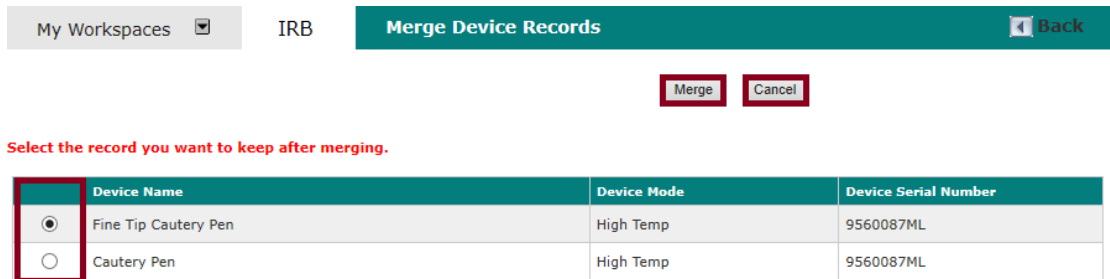 My Workspaces IRB Merge Device Records Back
Merge Cancel
Select the record you want to keep after merging.
Device Name Device Mode Device Serial Number
Fine Tip Cautery Pen High Temp 9560087ML
Cautery Pen High Temp 9560087ML